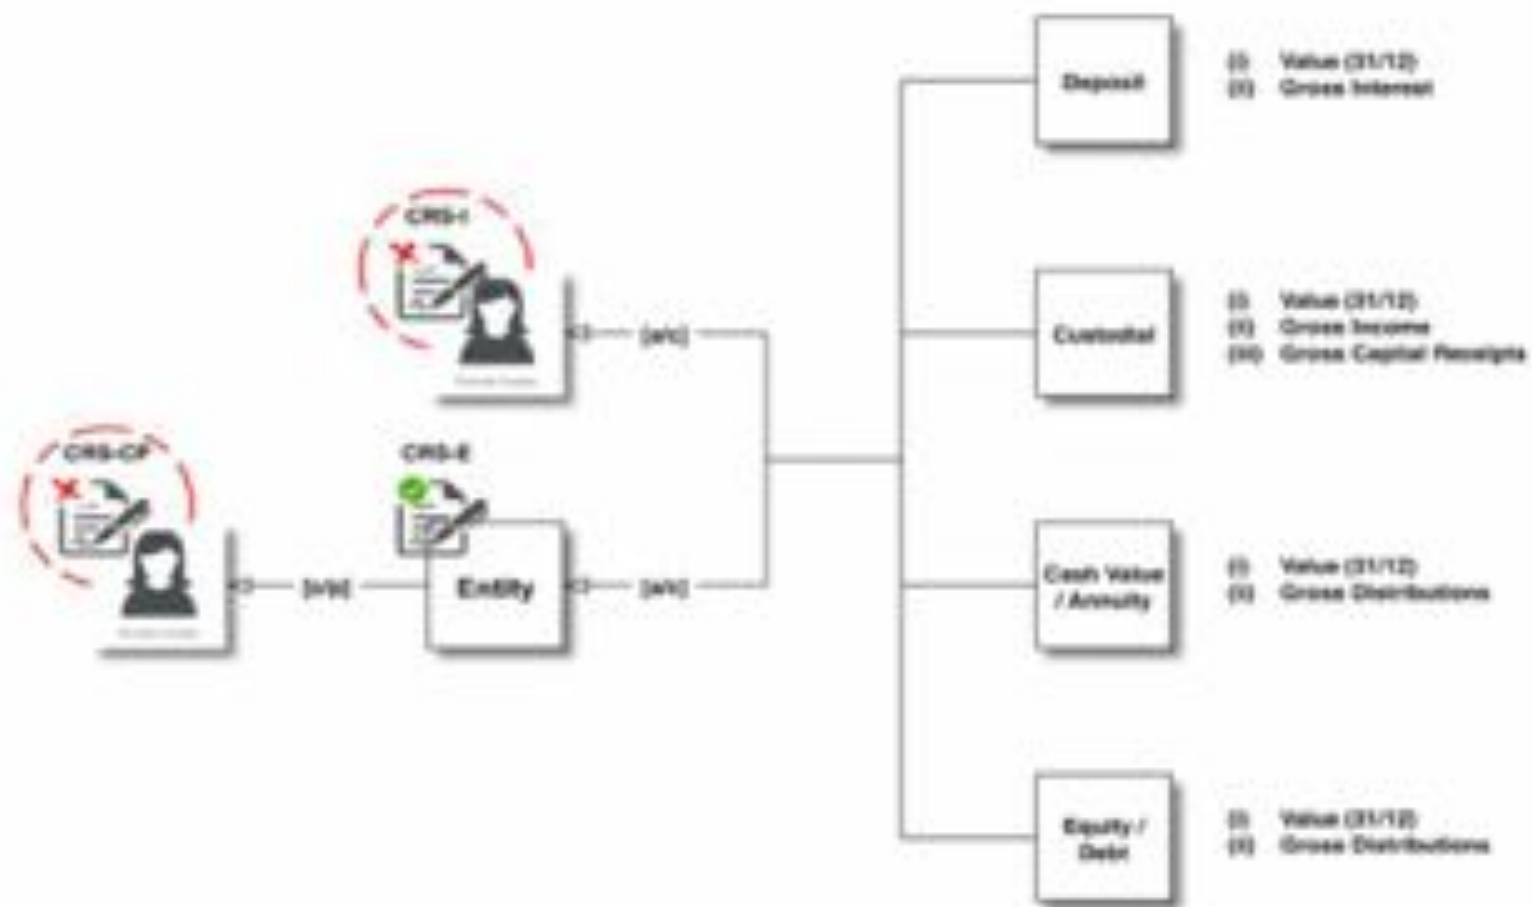 Deposit
(i) Value (31/12)
(ii) Gross Interest
CRS-I
[a/c]
Custodial
(i) Value (31/12)
(ii) Gross Income
(iii) Gross Capital Receipts
CRS-CP
CRS-E
[c/p]
Entity
[a/c]
Cash Value
/ Annuity
(i) Value (31/12)
(ii) Gross Distributions
Equity /
Debt
(i) Value (31/12)
(ii) Gross Distributions